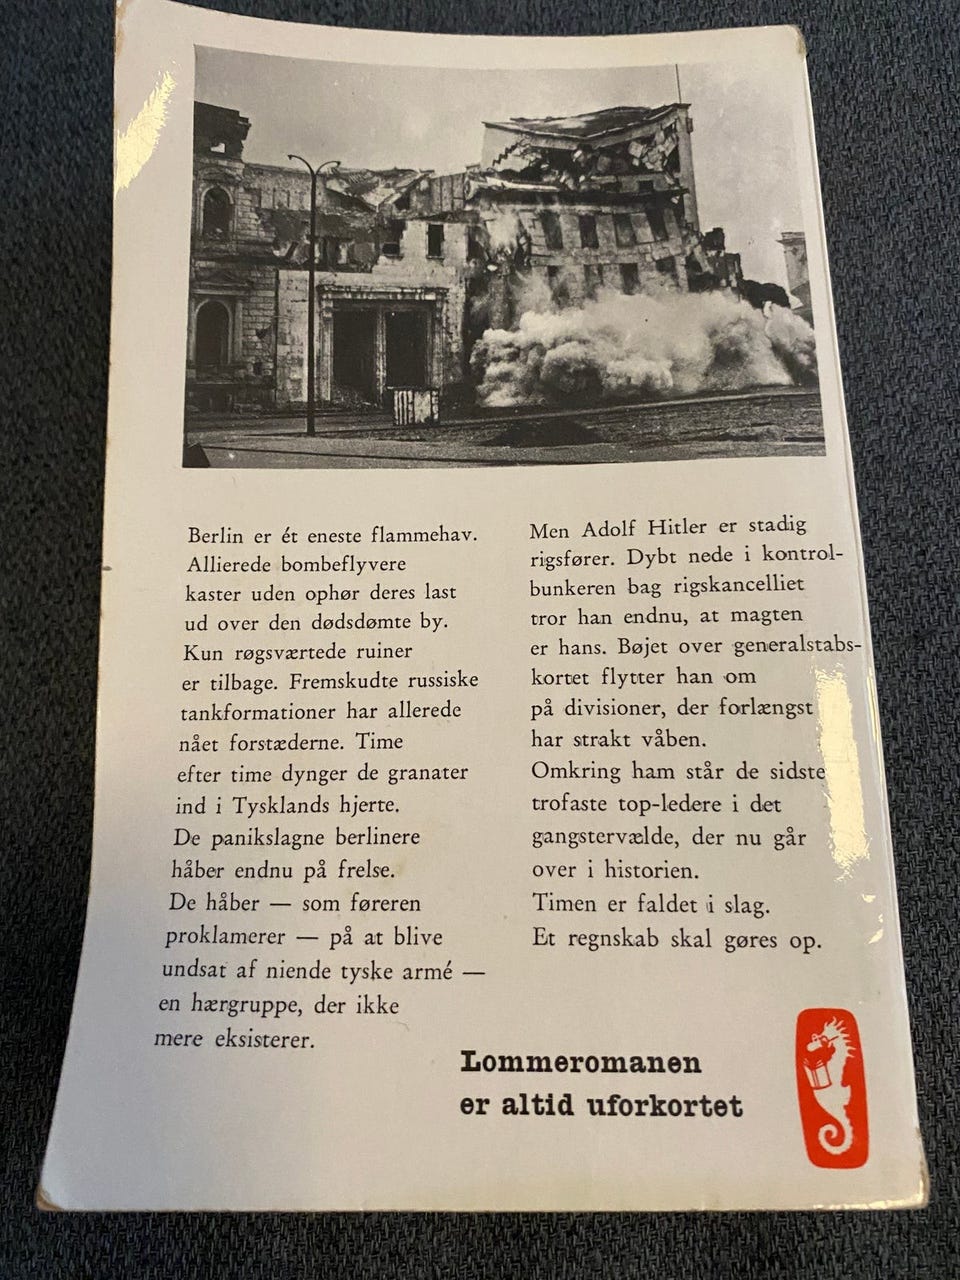 Berlin er ét eneste flammehav.
Allierede bombeflyvere
kaster uden ophør deres last
ud over den dødsdømte by.
Kun røgsværtede ruiner
er tilbage. Fremskudte russiske
tankformationer har allerede
nået forstæderne. Time
efter time dynger de granater
ind i Tysklands hjerte.
De panikslagne berlinere
håber endnu på frelse.
De håber — som føreren
proklamerer — på at blive
undsat af niende tyske armé —
en hærgruppe, der ikke
mere eksisterer.
Men Adolf Hitler er stadig
rigsfører. Dybt nede i kontrol-
bunkeren bag rigskancelliet
tror han endnu, at magten
er hans. Bøjet over generalstabs-
kortet flytter han om
på divisioner, der forlængst
har strakt våben.
Omkring ham står de sidste
trofaste top-ledere i det
gangstervælde, der nu går
over i historien.
Timen er faldet i slag.
Et regnskab skal gøres op.
Lommeromanen
er altid uforkortet